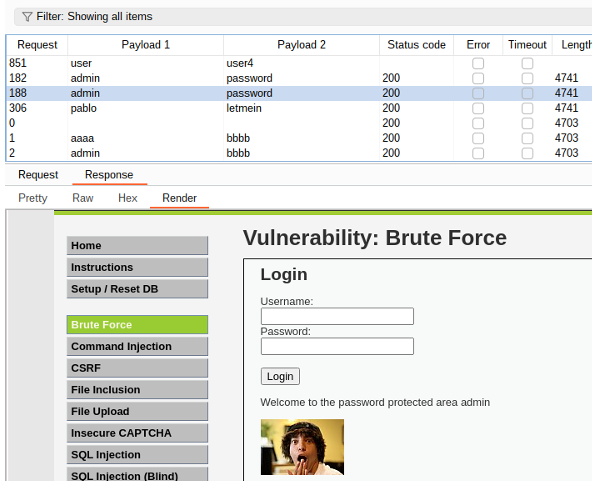 Filter: Showing all items
Request Payload 1 Payload 2 Status code Error Timeout Length
851 user user4
182 admin password 200 4741
188 admin password 200 4741
306 pablo letmein 200 4741
0 200 4703
1 aaaa bbbb 200 4703
2 admin bbbb 200 4703
Request Response
Pretty Raw Hex Render
Vulnerability: Brute Force
Home
Instructions
Setup / Reset DB
Brute Force
Command Injection
CSRF
File Inclusion
File Upload
Insecure CAPTCHA
SQL Injection
SQL Injection (Blind)
Login
Username:
Password:
Login
Welcome to the password protected area admin